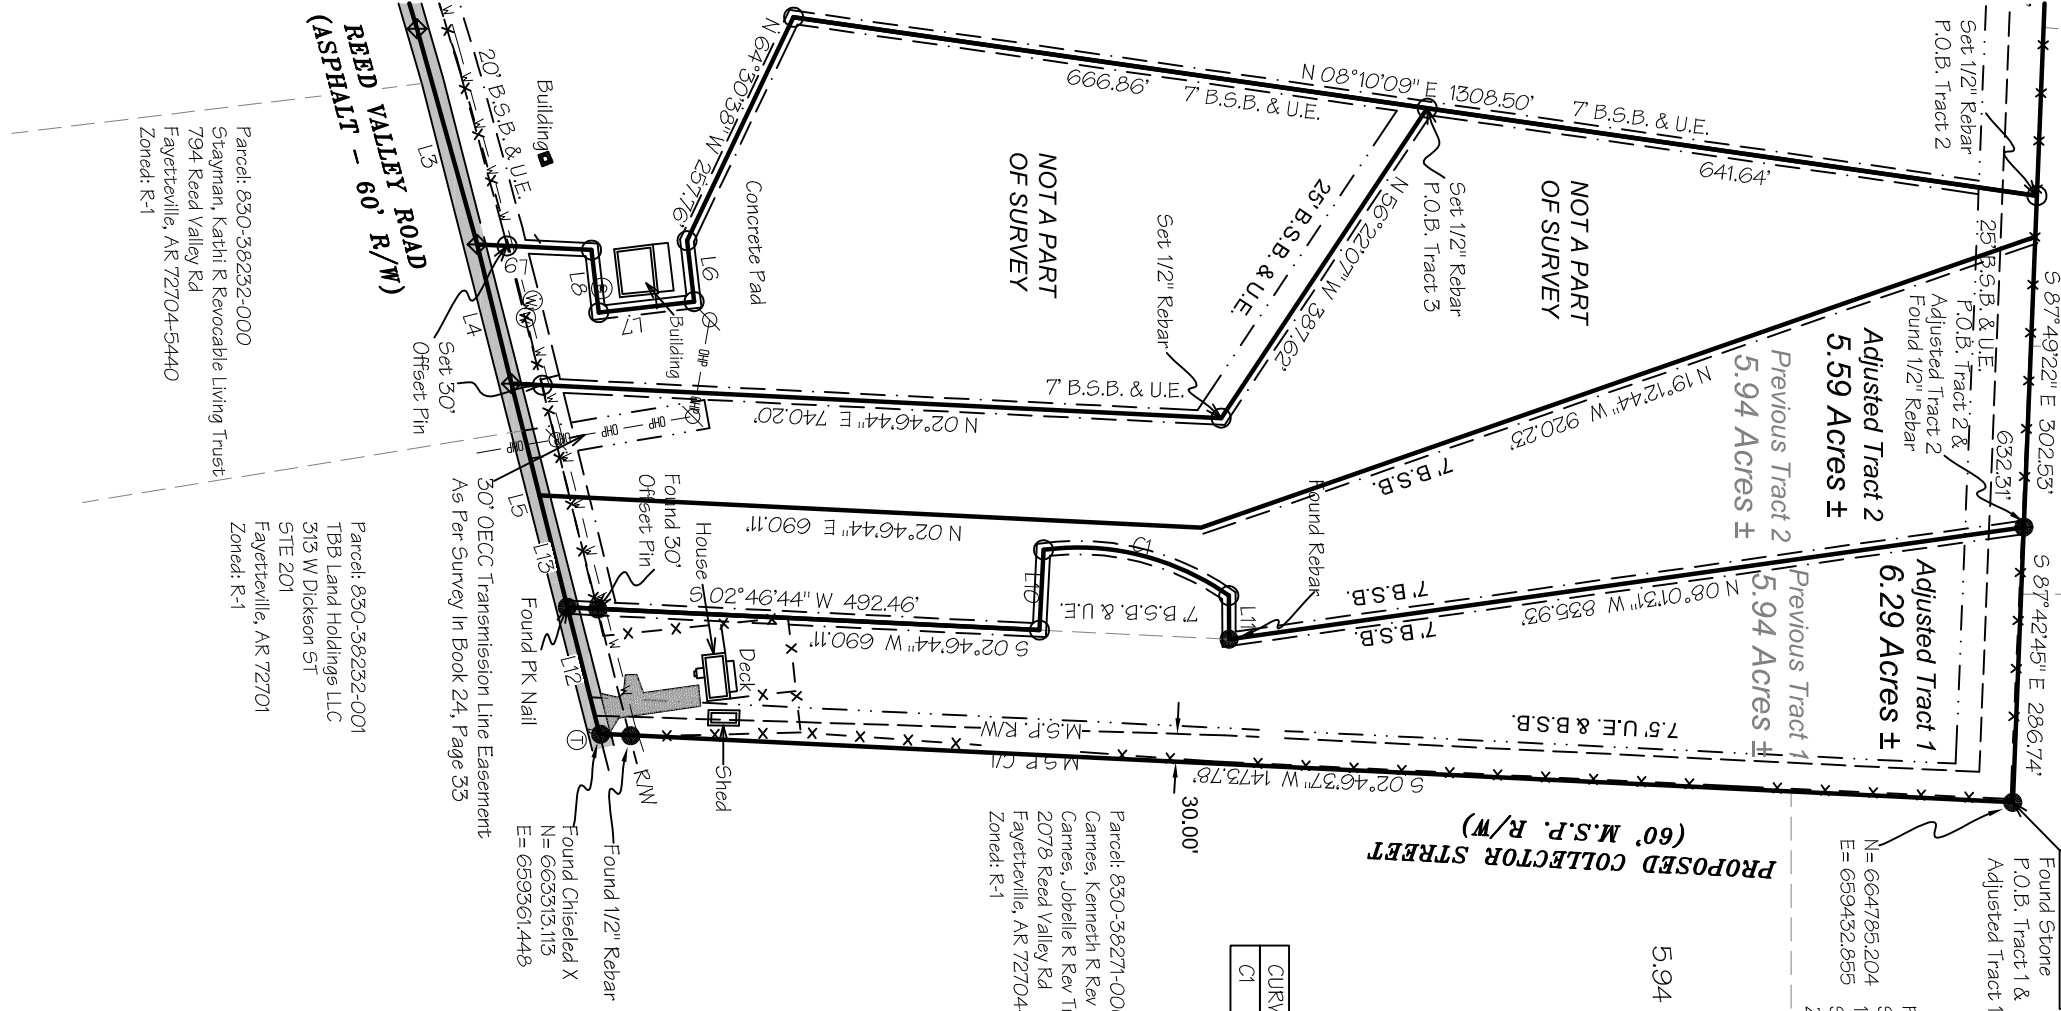 Set 1/2" Rebar
P.O.B. Tract 2
S 87°49'22" E 302.53'
632.31'
S 87°42'45" E 286.74'
25' B.S.B. & U.E.
P.O.B. Tract 2 &
Adjusted Tract 2
Found 1/2" Rebar
Adjusted Tract 2
5.59 Acres ±
Previous Tract 2
5.94 Acres ±
Adjusted Tract 1
6.29 Acres ±
Previous Tract 1
5.94 Acres ±
Found Stone
P.O.B. Tract 1 &
Adjusted Tract 1
N= 664785.204
E= 659432.855
N 08°10'09" E 1308.50'
666.86'
641.64'
7' B.S.B. & U.E.
7' B.S.B. & U.E.
NOT A PART
OF SURVEY
NOT A PART
OF SURVEY
Set 1/2" Rebar
P.O.B. Tract 3
N 56°22'07" W 387.62'
25' B.S.B. & U.E.
Set 1/2" Rebar
7' B.S.B. & U.E.
N 02°46'44" E 740.20'
N 19°12'44" W 920.23'
7' B.S.B.
N 02°46'44" E 690.11'
N 08°01'31" W 835.93'
7' B.S.B.
7' B.S.B.
Found Rebar
C1
L10
L11
7' B.S.B. & U.E.
S 02°46'44" W 492.46'
S 02°46'44" W 690.11'
7.5' U.E & B.S.B
M.S.P. R/W
M.S.P. C/L
S 02°46'37" W 1473.78'
30.00'
PROPOSED COLLECTOR STREET
(60' M.S.P. R/W)
N 64°30'38" W 257.76'
Concrete Pad
Building
Building
L6
L7
L8
20' B.S.B. & U.E.
REED VALLEY ROAD
(ASPHALT - 60' R/W)
L3
L4
L5
L13
L12
W
W
W
W
W
W
W
W
W
OHP
OHP
OHP
OHP
OHP
OHP
Set 30'
Offset Pin
Found 30'
Offset Pin
House
Deck
Shed
R/W
T
Found PK Nail
30' OECC Transmission Line Easement
As Per Survey In Book 24, Page 33
Found 1/2" Rebar
Found Chiseled X
N= 663313.113
E= 659361.448
Parcel: 830-38232-000
Stayman, Kathi R Revocable Living Trust
794 Reed Valley Rd
Fayetteville, AR 72704-5440
Zoned: R-1
Parcel: 830-38232-001
TBB Land Holdings LLC
313 W Dickson ST
STE 201
Fayetteville, AR 72701
Zoned: R-1
Parcel: 830-38271-00
Carnes, Kenneth R Rev
Carnes, Jobelle R Rev T
2078 Reed Valley Rd
Fayetteville, AR 72704-
Zoned: R-1
CURV
C1
5.94